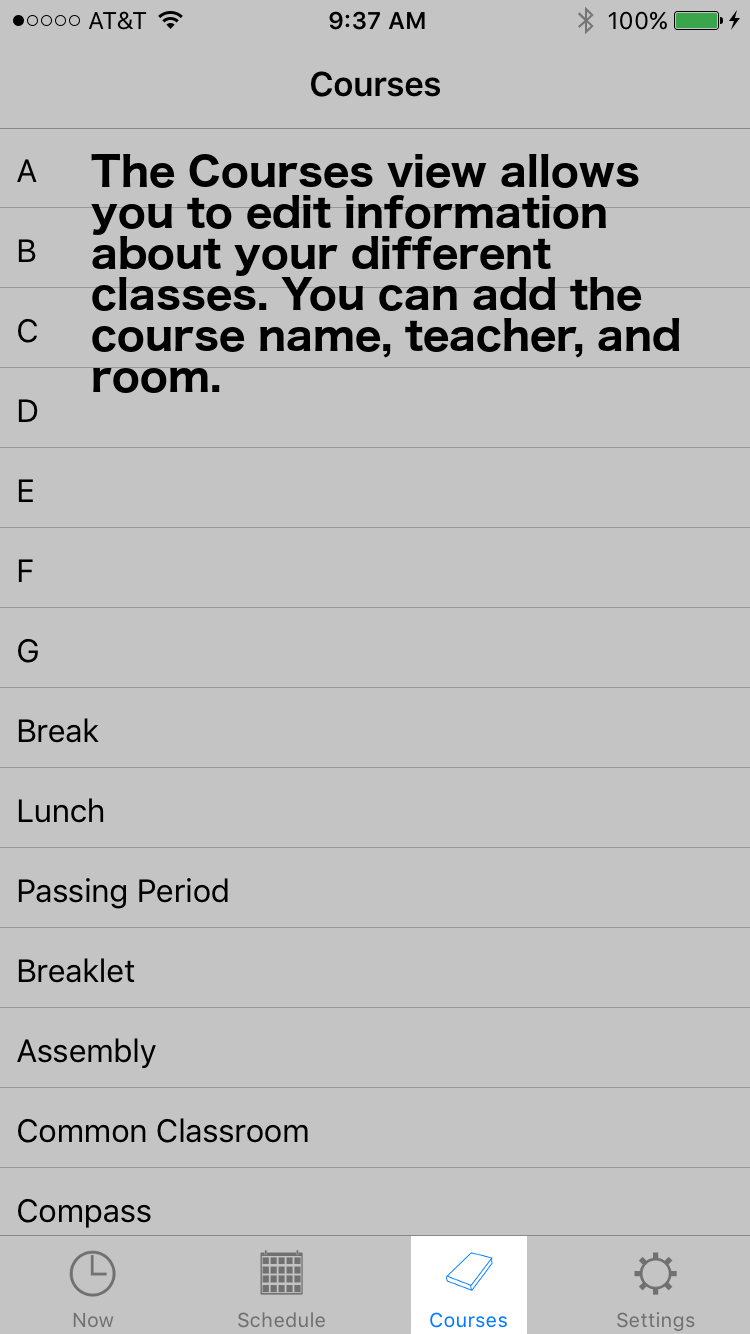 AT&T 9:37 AM 100%
Courses
A
The Courses view allows
you to edit information
B
about your different
classes. You can add the
C
course name, teacher, and
room.
D
E
F
G
Break
Lunch
Passing Period
Breaklet
Assembly
Common Classroom
Compass
Now Schedule Courses Settings